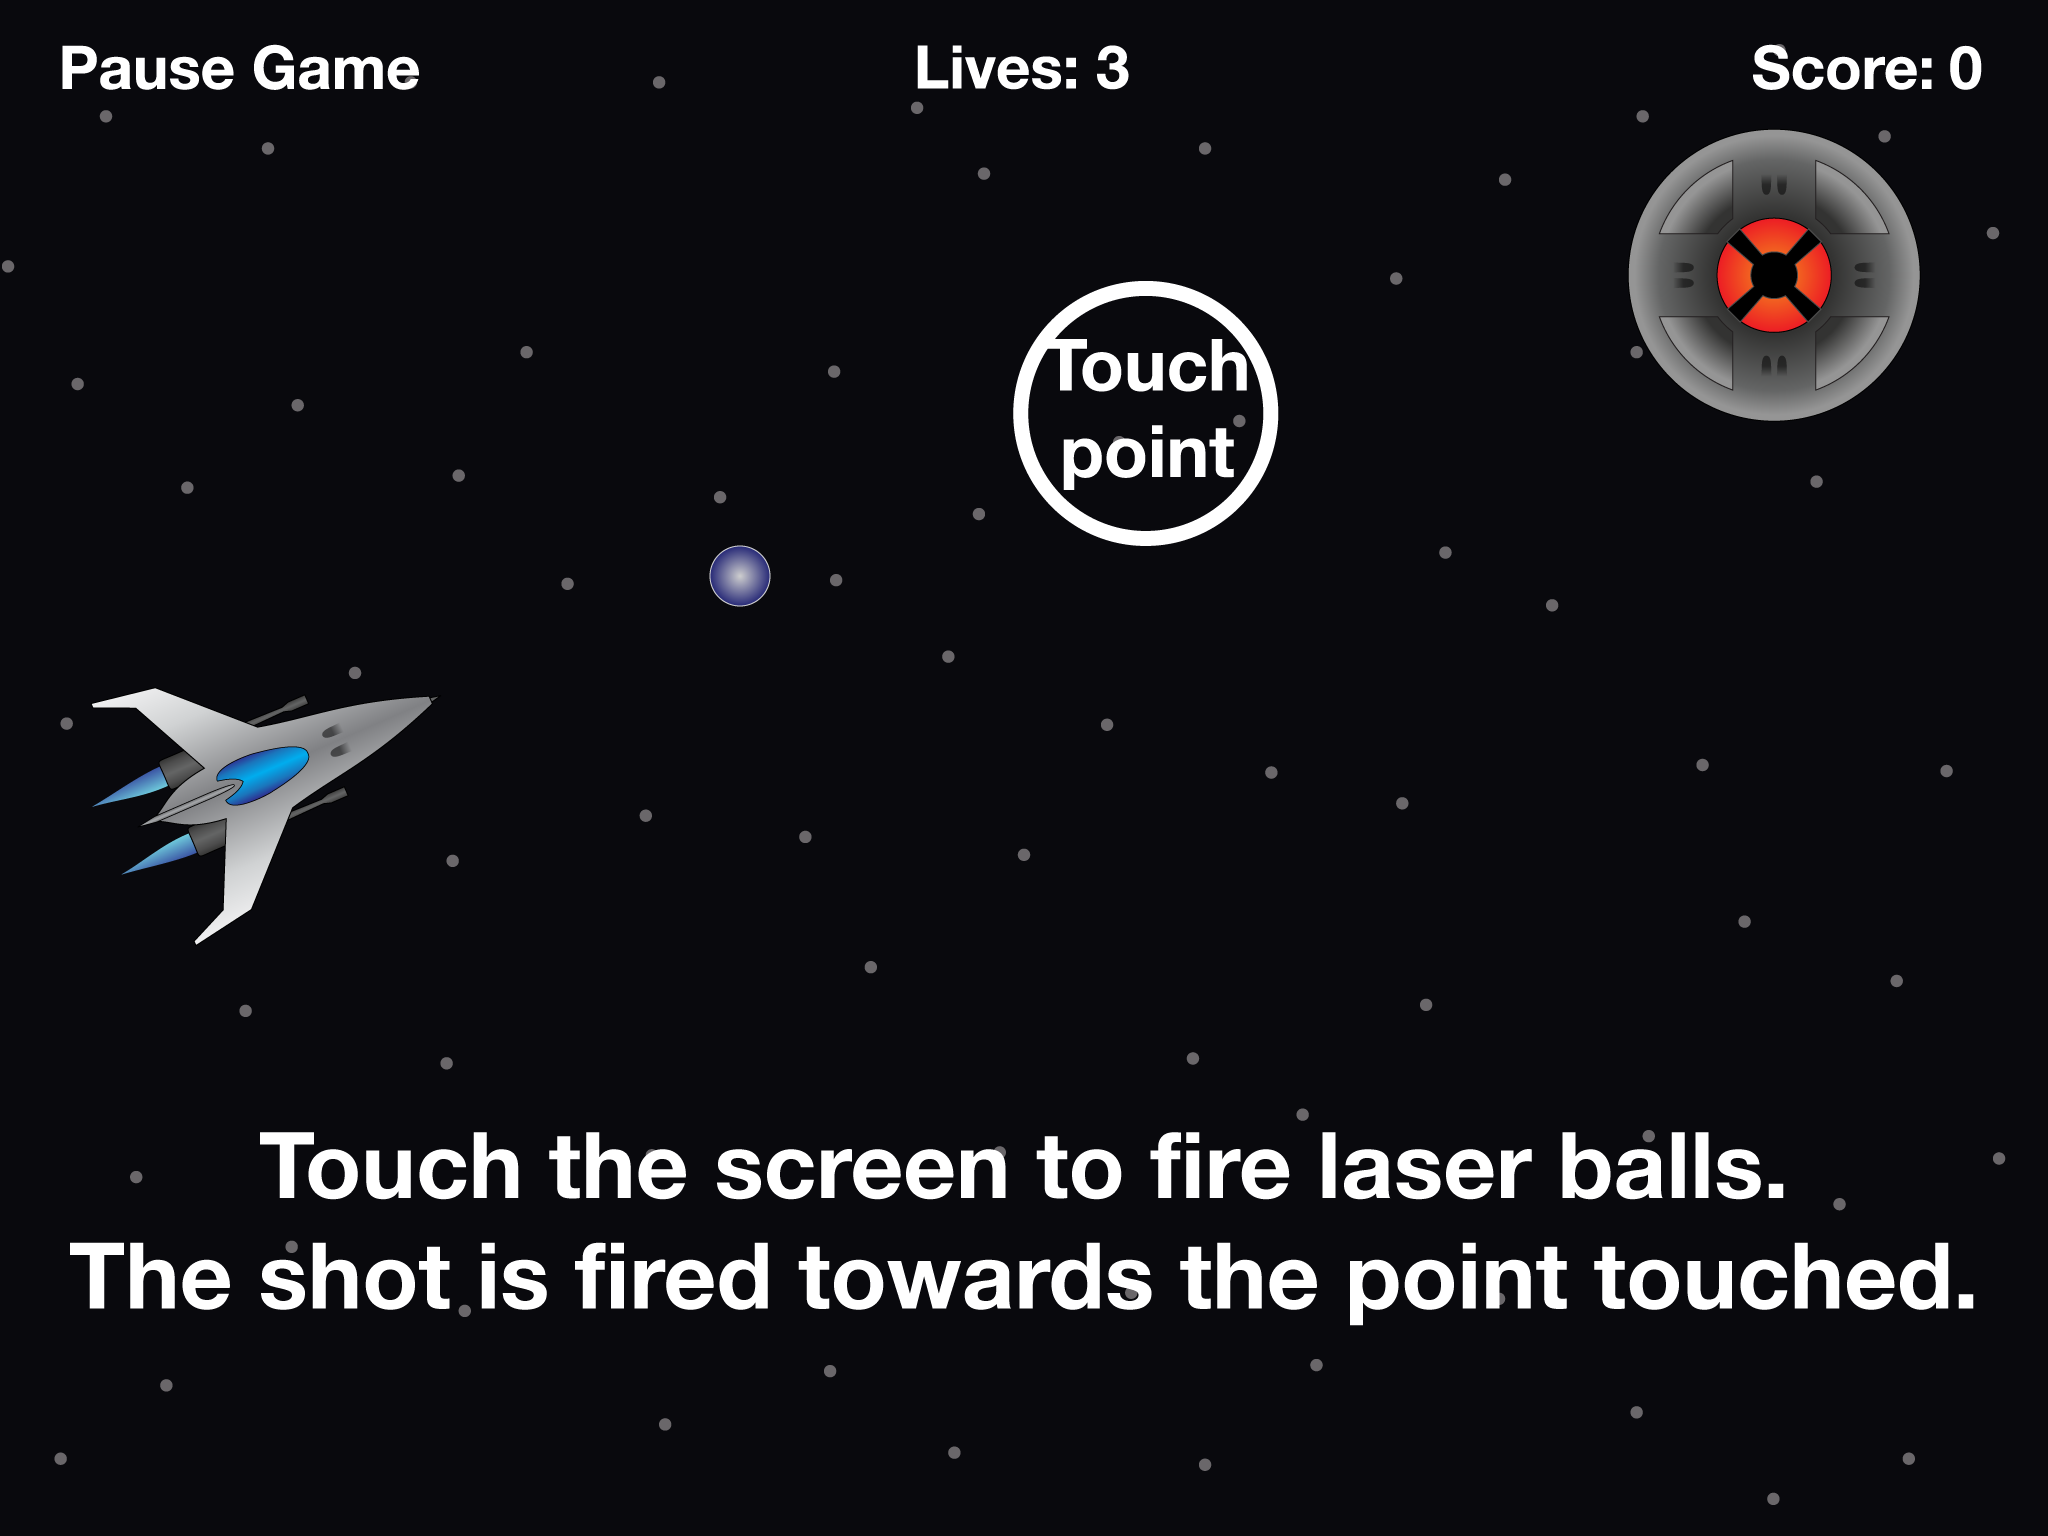 Pause Game
Lives: 3
Score: 0
Touch
point
Touch the screen to fire laser balls.
The shot is fired towards the point touched.